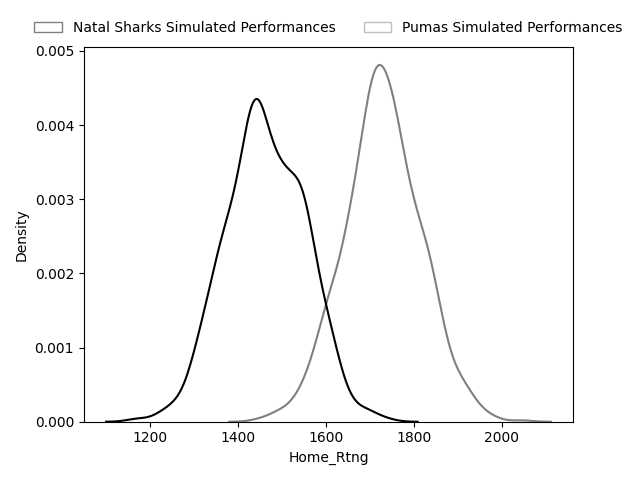 Natal Sharks Simulated Performances
Pumas Simulated Performances
0.005
0.004
0.003
0.002
0.001
0.000
Density
1200 1400 1600 1800 2000
Home_Rtng